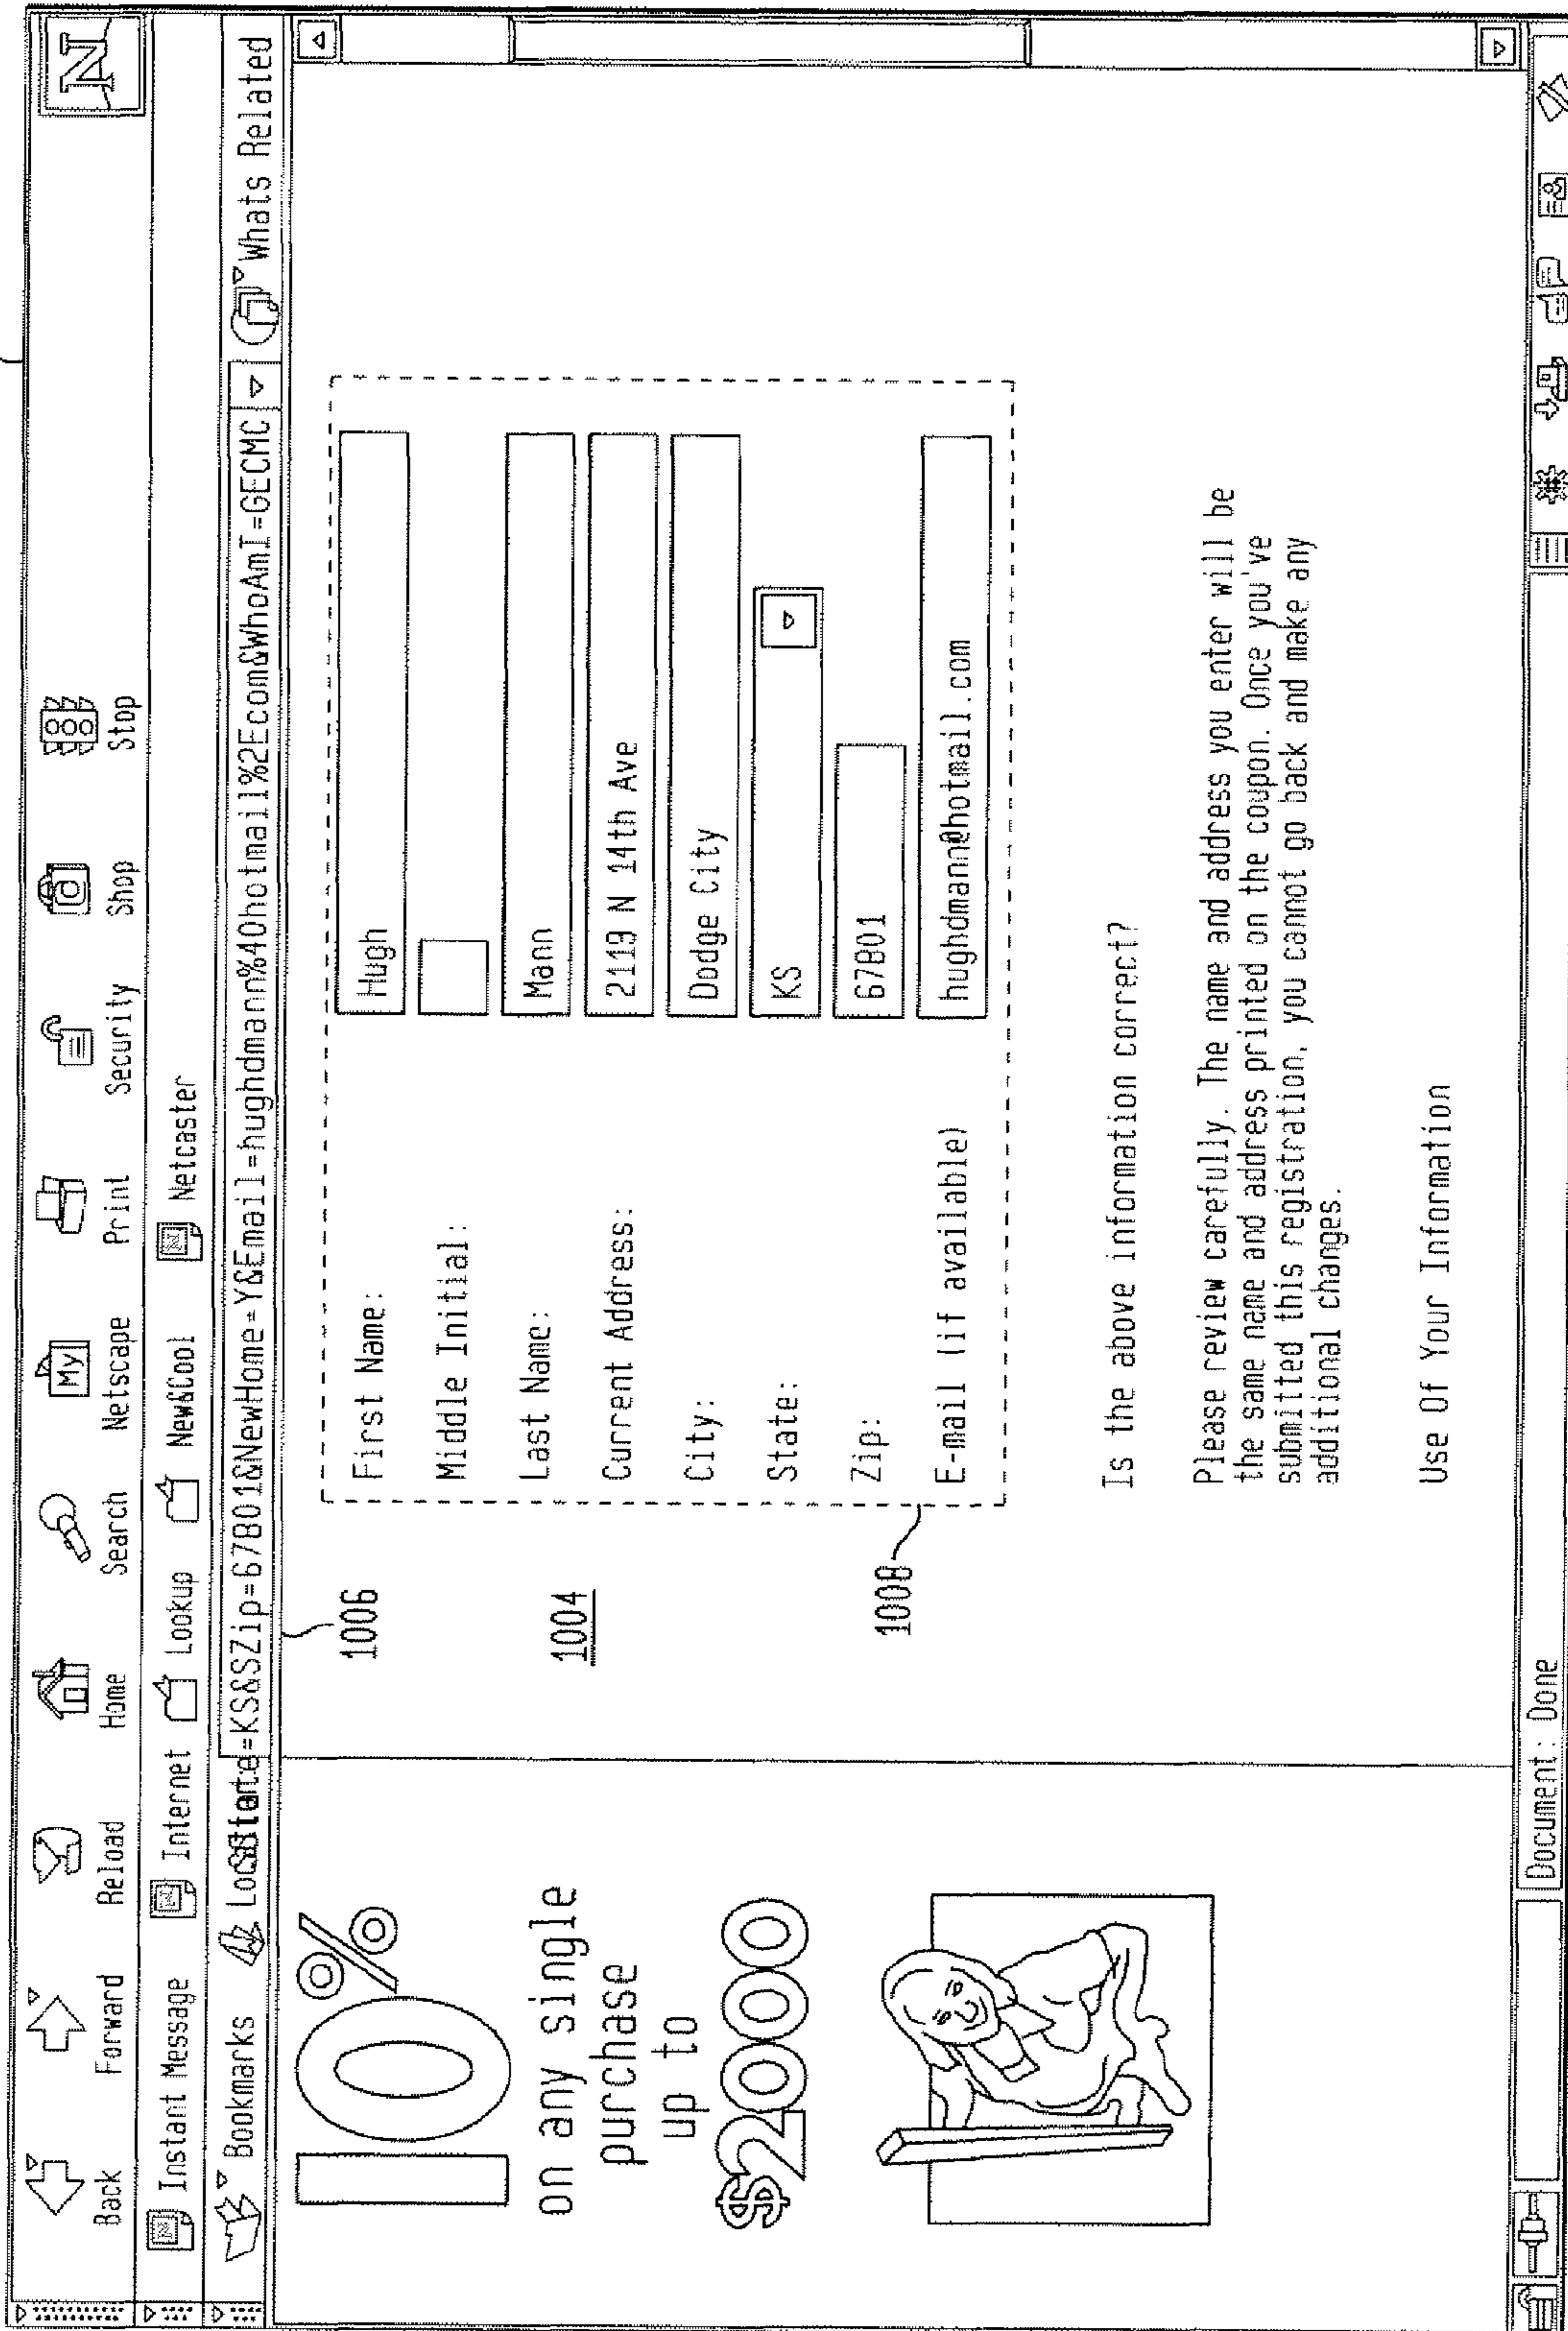 N
Back Forward Reload Home Search Netscape Print Security Shop Stop
My
Instant Message Internet Lookup New&Cool Netcaster
Bookmarks =KS&SZip=67801&NewHome=Y&Email=hughdmann%40hotmail%2Ecom&WhoAmI=GECMC Whats Related
10%
on any single
purchase
up to
$2000
1006
1004
1008
First Name: Hugh
Middle Initial:
Last Name: Mann
Current Address: 2119 N 14th Ave
City: Dodge City
State: KS
Zip: 67801
E-mail (if available) hughdmann@hotmail.com
Is the above information correct?
Please review carefully. The name and address you enter will be
the same name and address printed on the coupon. Once you've
submitted this registration, you cannot go back and make any
additional changes.
Use Of Your Information
Document: Done